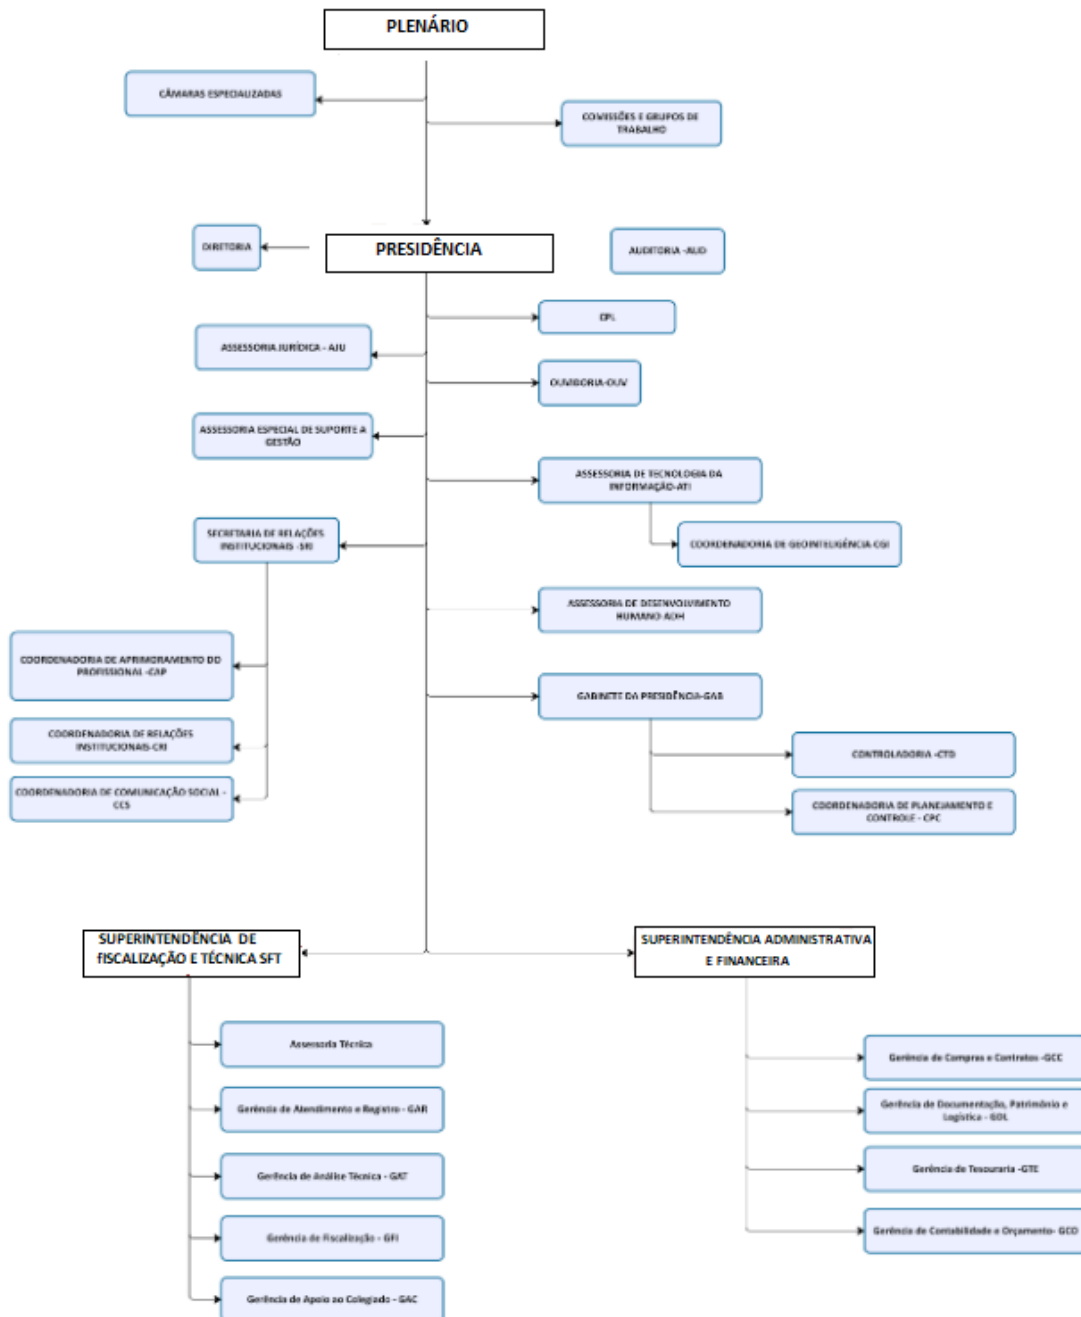 PLENÁRIO
CÂMARAS ESPECIALIZADAS
COMISSÕES E GRUPOS DE
TRABALHO
DIRETORIA
PRESIDÊNCIA
AUDITORIA -AUD
CPL
ASSESSORIA JURÍDICA - AJU
OUVIDORIA-OUV
ASSESSORIA ESPECIAL DE SUPORTE A
GESTÃO
ASSESSORIA DE TECNOLOGIA DA
INFORMAÇÃO-ATI
SECRETARIA DE RELAÇÕES
INSTITUCIONAIS -SRI
COORDENADORIA DE GEOINTELIGÊNCIA-CGI
ASSESSORIA DE DESENVOLVIMENTO
HUMANO-ADH
COORDENADORIA DE APRIMORAMENTO DO
PROFISSIONAL -CAP
GABINETE DA PRESIDÊNCIA-GAB
COORDENADORIA DE RELAÇÕES
INSTITUCIONAIS-CRI
CONTROLADORIA -CTD
COORDENADORIA DE COMUNICAÇÃO SOCIAL -
CCS
COORDENADORIA DE PLANEJAMENTO E
CONTROLE - CPC
SUPERINTENDÊNCIA DE
fISCALIZAÇÃO E TÉCNICA SFT
SUPERINTENDÊNCIA ADMINISTRATIVA
E FINANCEIRA
Assessoria Técnica
Gerência de Atendimento e Registro - GAR
Gerência de Análise Técnica - GAT
Gerência de Fiscalização - GFI
Gerência de Apoio ao Colegiado - GAC
Gerência de Compras e Contratos -GCC
Gerência de Documentação, Patrimônio e
Logística - GDL
Gerência de Tesouraria -GTE
Gerência de Contabilidade e Orçamento- GCO